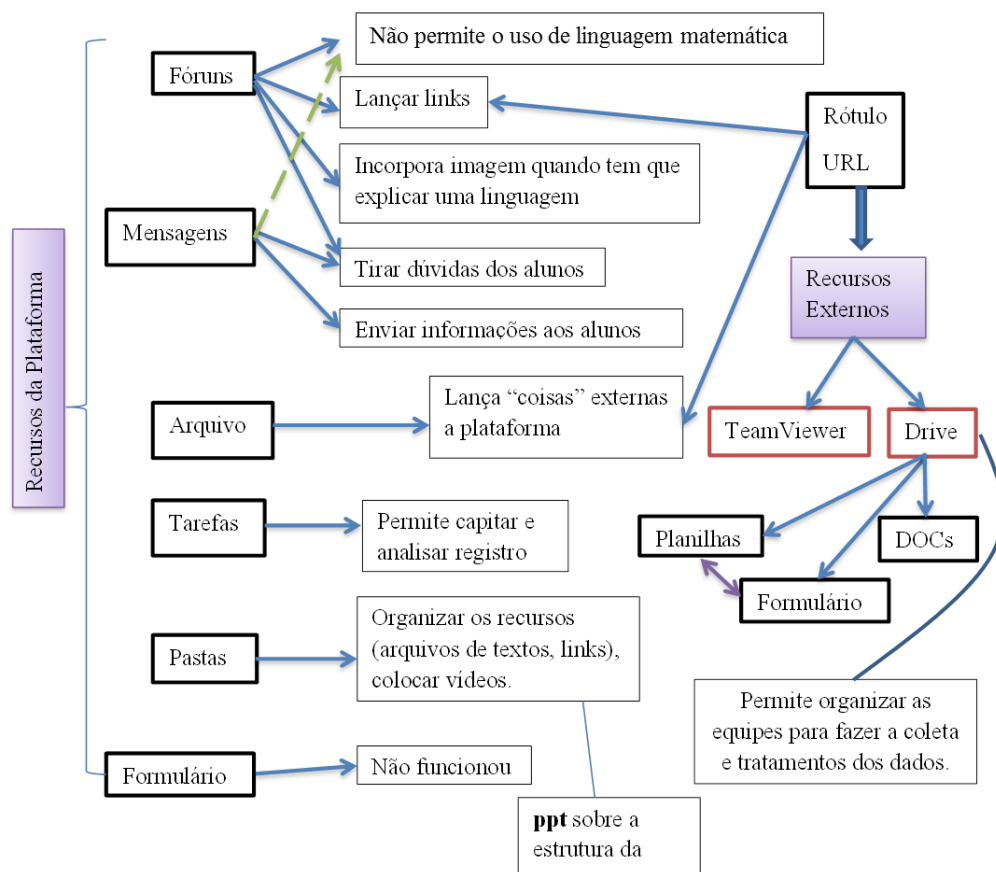 Recursos da Plataforma
Fóruns
Não permite o uso de linguagem matemática
Lançar links
Incorpora imagem quando tem que
explicar uma linguagem
Mensagens
Tirar dúvidas dos alunos
Enviar informações aos alunos
Arquivo
Lança “coisas” externas
a plataforma
Tarefas
Permite capitar e
analisar registro
Pastas
Organizar os recursos
(arquivos de textos, links),
colocar vídeos.
Formulário
Não funcionou
ppt sobre a
estrutura da
Rótulo
URL
Recursos
Externos
TeamViewer
Drive
Planilhas
DOCs
Formulário
Permite organizar as
equipes para fazer a coleta
e tratamentos dos dados.